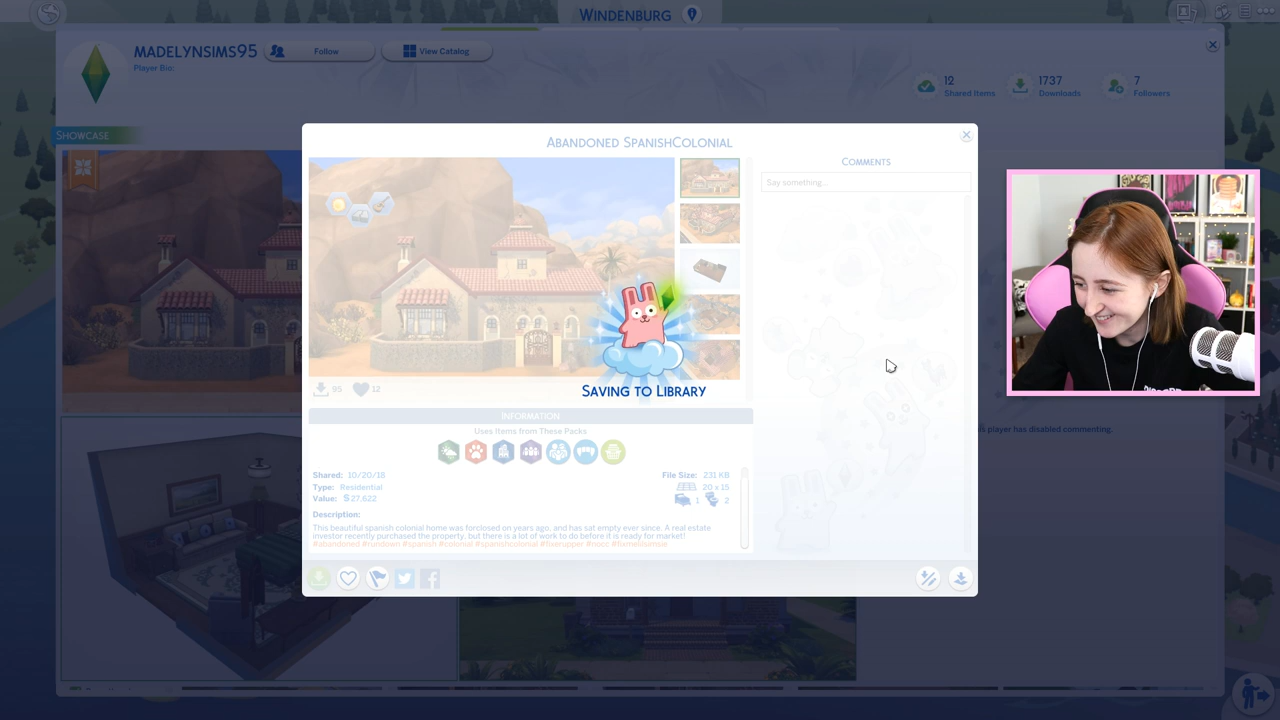 WINDENBURG
MADELYNSIMS95
Follow
View Catalog
Player Bio:
12
Shared Items
1737
Downloads
7
Followers
SHOWCASE
ABANDONED SPANISHCOLONIAL
COMMENTS
Say something...
SAVING TO LIBRARY
95
12
INFORMATION
Uses Items from These Packs
Shared: 10/20/18
Type: Residential
Value: §27,622
File Size: 231 KB
20 x 15
1 2
Description:
This beautiful spanish colonial home was forclosed on years ago, and has sat empty ever since. A real estate
investor recently purchased the property, but there is a lot of work to do before it is ready for market!
#abandoned #rundown #spanish #colonial #spanishcolonial #fixerupper #nocc
player has disabled commenting.